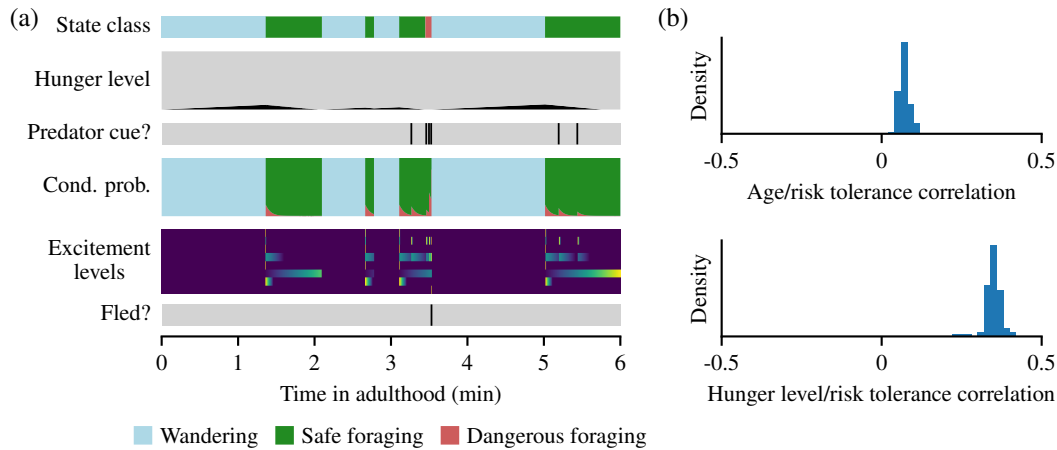 (a)
State class
Hunger level
Predator cue?
Cond. prob.
Excitement
levels
Fled?
0 1 2 3 4 5 6
Time in adulthood (min)
Wandering Safe foraging Dangerous foraging
(b)
Density
-0.5 0 0.5
Age/risk tolerance correlation
Density
-0.5 0 0.5
Hunger level/risk tolerance correlation